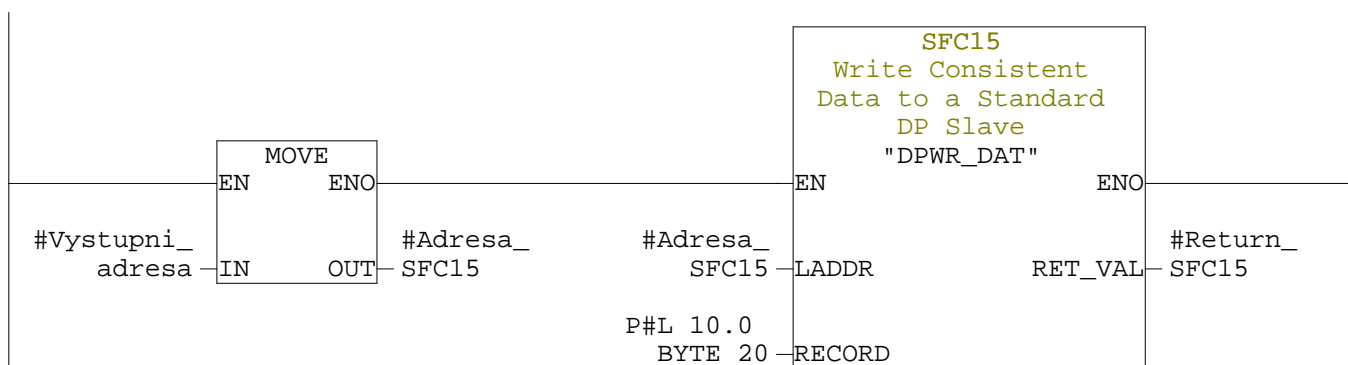 SFC15
Write Consistent
Data to a Standard
DP Slave
MOVE "DPWR_DAT"
EN ENO EN ENO
#Vystupni_ #Adresa_ #Adresa_ #Return_
adresa IN OUT SFC15 SFC15 LADDR RET_VAL SFC15
P#L 10.0
BYTE 20 RECORD